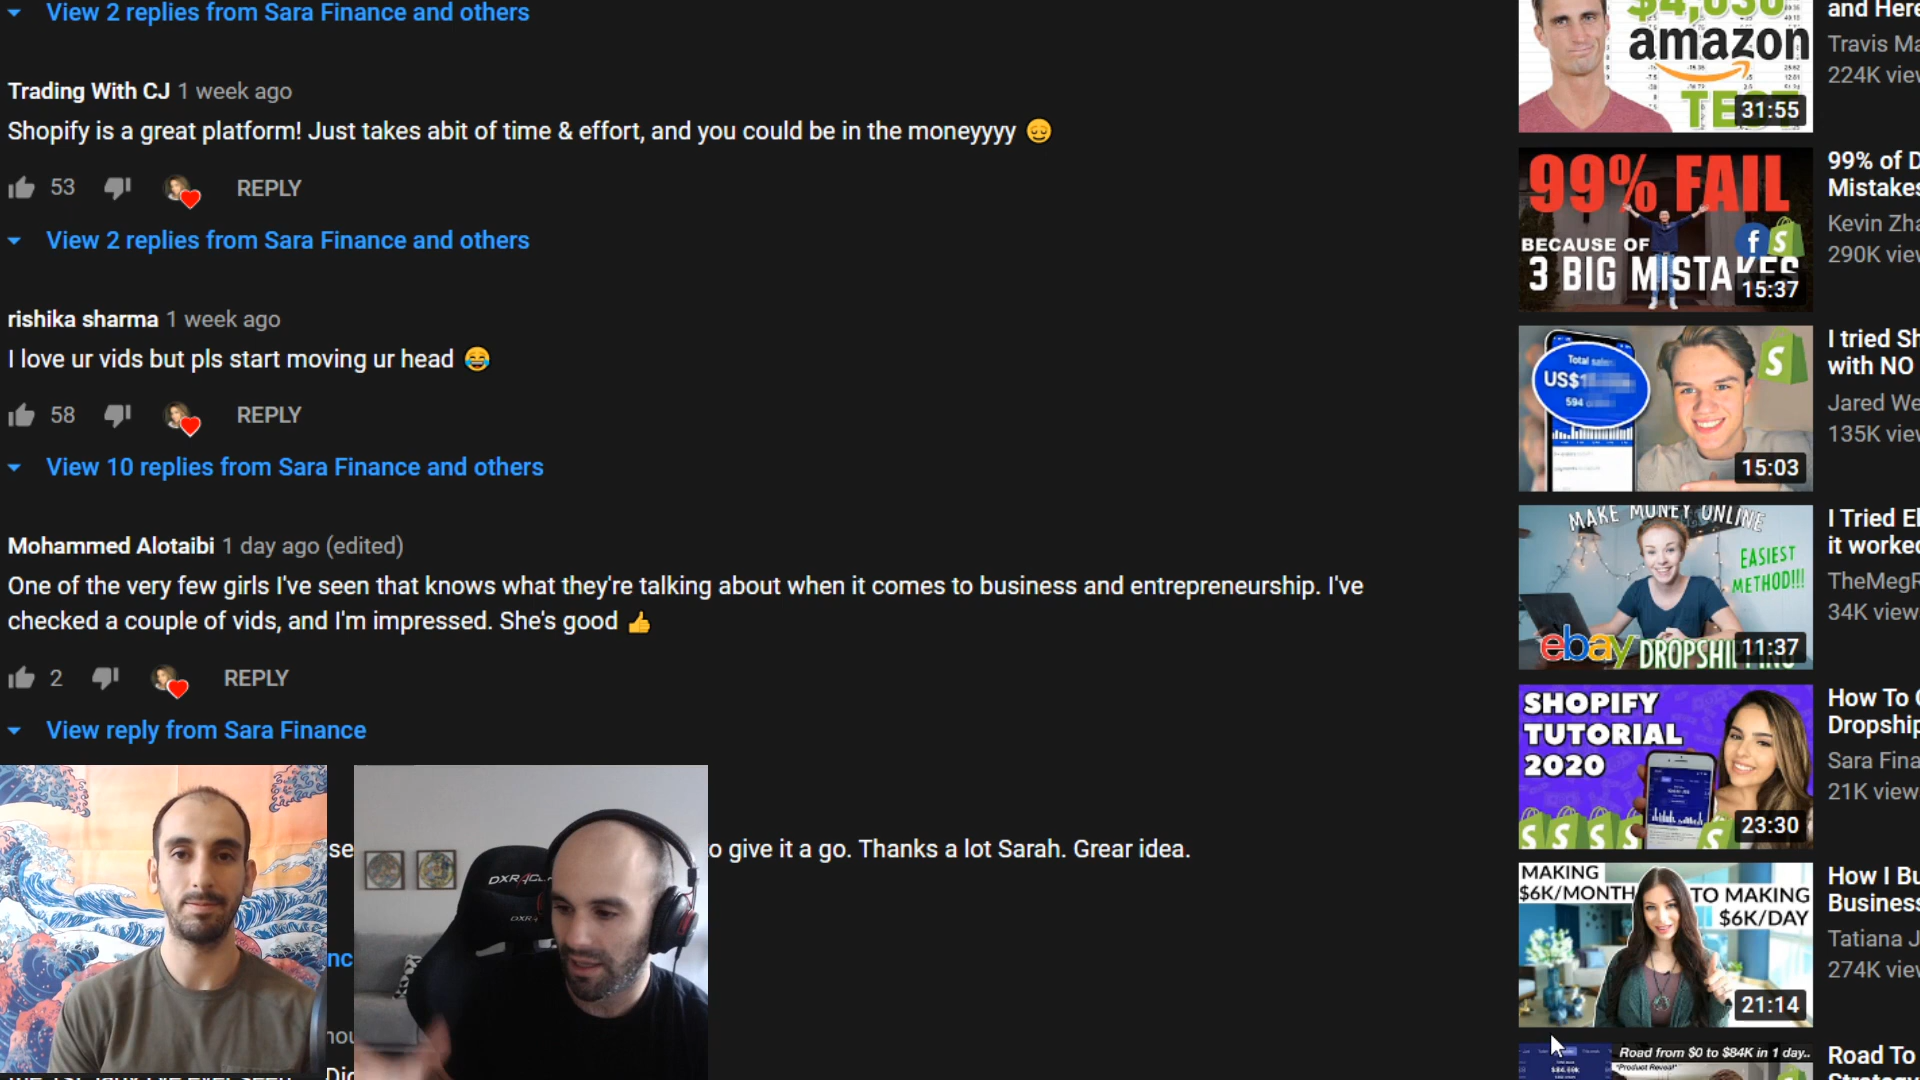 View 2 replies from Sara Finance and others
Trading With CJ 1 week ago
Shopify is a great platform! Just takes abit of time & effort, and you could be in the moneyyyy
53 REPLY
View 2 replies from Sara Finance and others
rishika sharma 1 week ago
I love ur vids but pls start moving ur head
58 REPLY
View 10 replies from Sara Finance and others
Mohammed Alotaibi 1 day ago (edited)
One of the very few girls I've seen that knows what they're talking about when it comes to business and entrepreneurship. I've
checked a couple of vids, and I'm impressed. She's good
2 REPLY
View reply from Sara Finance
o give it a go. Thanks a lot Sarah. Grear idea.
amazon
31:55
and Here
Travis Ma
224K view
99% FAIL
BECAUSE OF
3 BIG MISTAKES
15:37
99% of D
Mistakes
Kevin Zha
290K view
Total sales
US$1
594
15:03
I tried Sh
with NO
Jared We
135K view
MAKE MONEY ONLINE
EASIEST
METHOD!!!
ebay DROPSHIPPING
11:37
I Tried El
it worked
TheMegR
34K views
SHOPIFY
TUTORIAL
2020
23:30
How To C
Dropship
Sara Fina
21K views
MAKING
$6K/MONTH TO MAKING
$6K/DAY
21:14
How I Bu
Business
Tatiana J
274K view
Road from $0 to $84K in 1 day..
"Product Reveal"
Road To